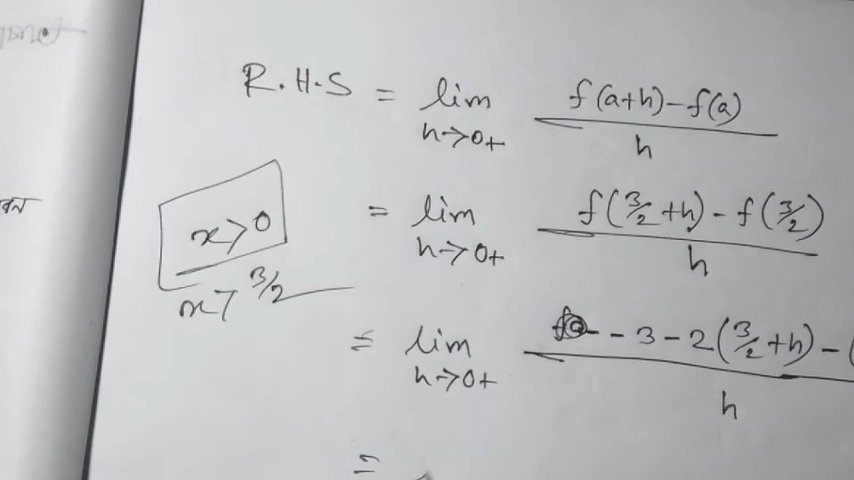 R.H.S = lim h→0+ f(a+h)-f(a) / h
= lim h→0+ f(3/2+h) - f(3/2) / h
x>0
x> 3/2
= lim h→0+ - 3 - 2(3/2+h) - ( / h
=